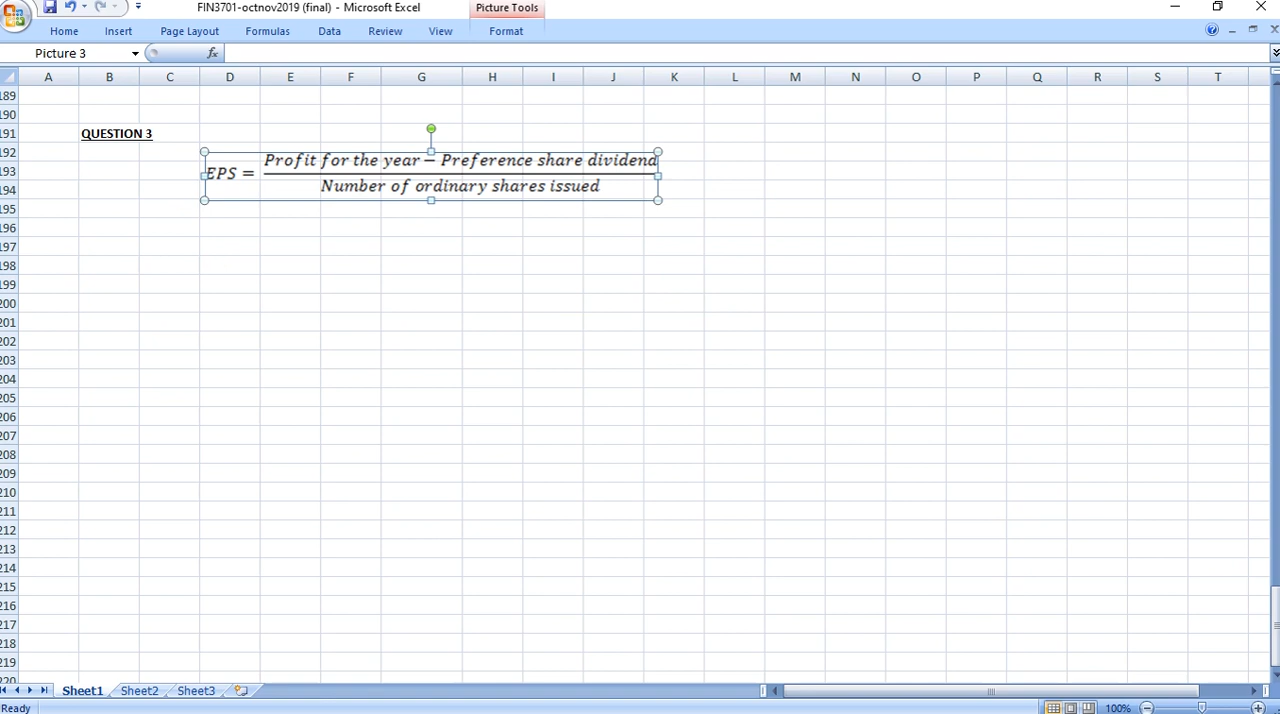 FIN3701-octnov2019 (final) - Microsoft Excel
Picture Tools
Home Insert Page Layout Formulas Data Review View Format
Picture 3 fx
A B C D E F G H I J K L M N O P Q R S T
189
190
191 QUESTION 3
192 Profit for the year − Preference share dividend
193 EPS =
194 Number of ordinary shares issued
195
196
197
198
199
200
201
202
203
204
205
206
207
208
209
210
211
212
213
214
215
216
217
218
219
220
Sheet1 Sheet2 Sheet3
Ready 100%